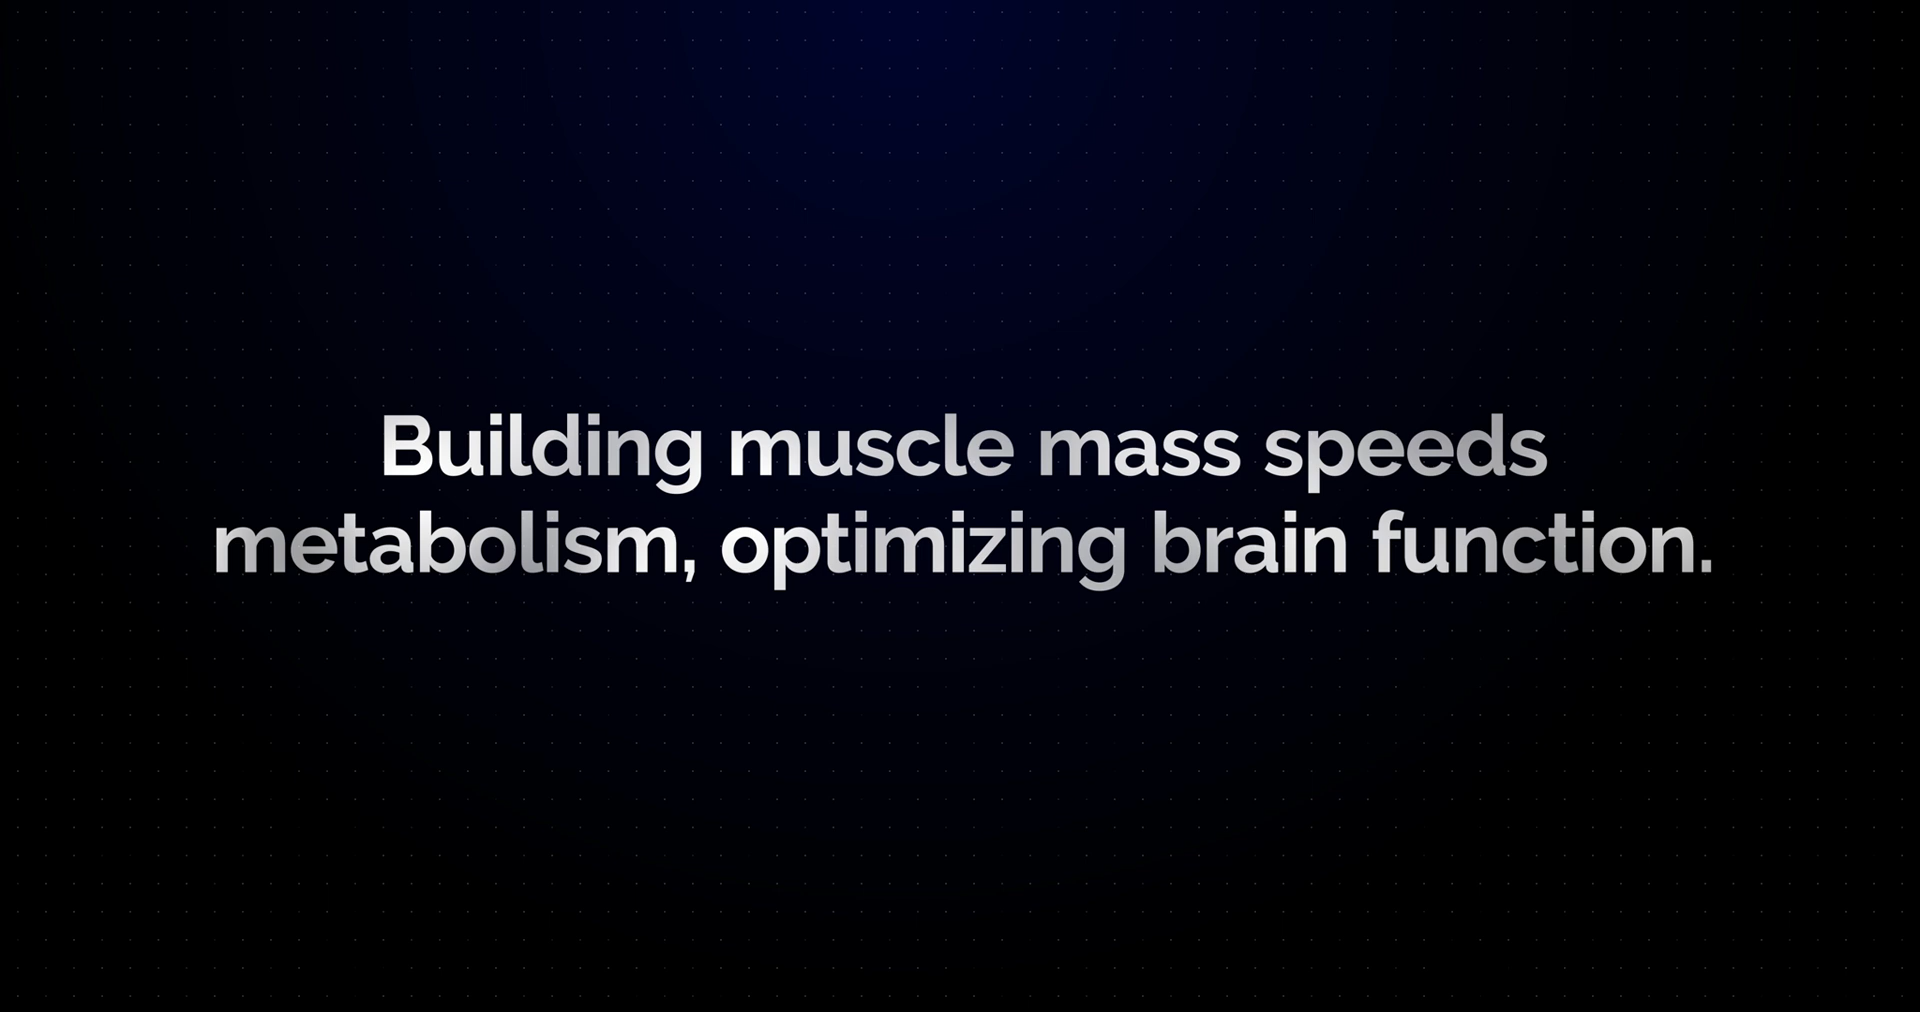 Building muscle mass speeds
metabolism, optimizing brain function.